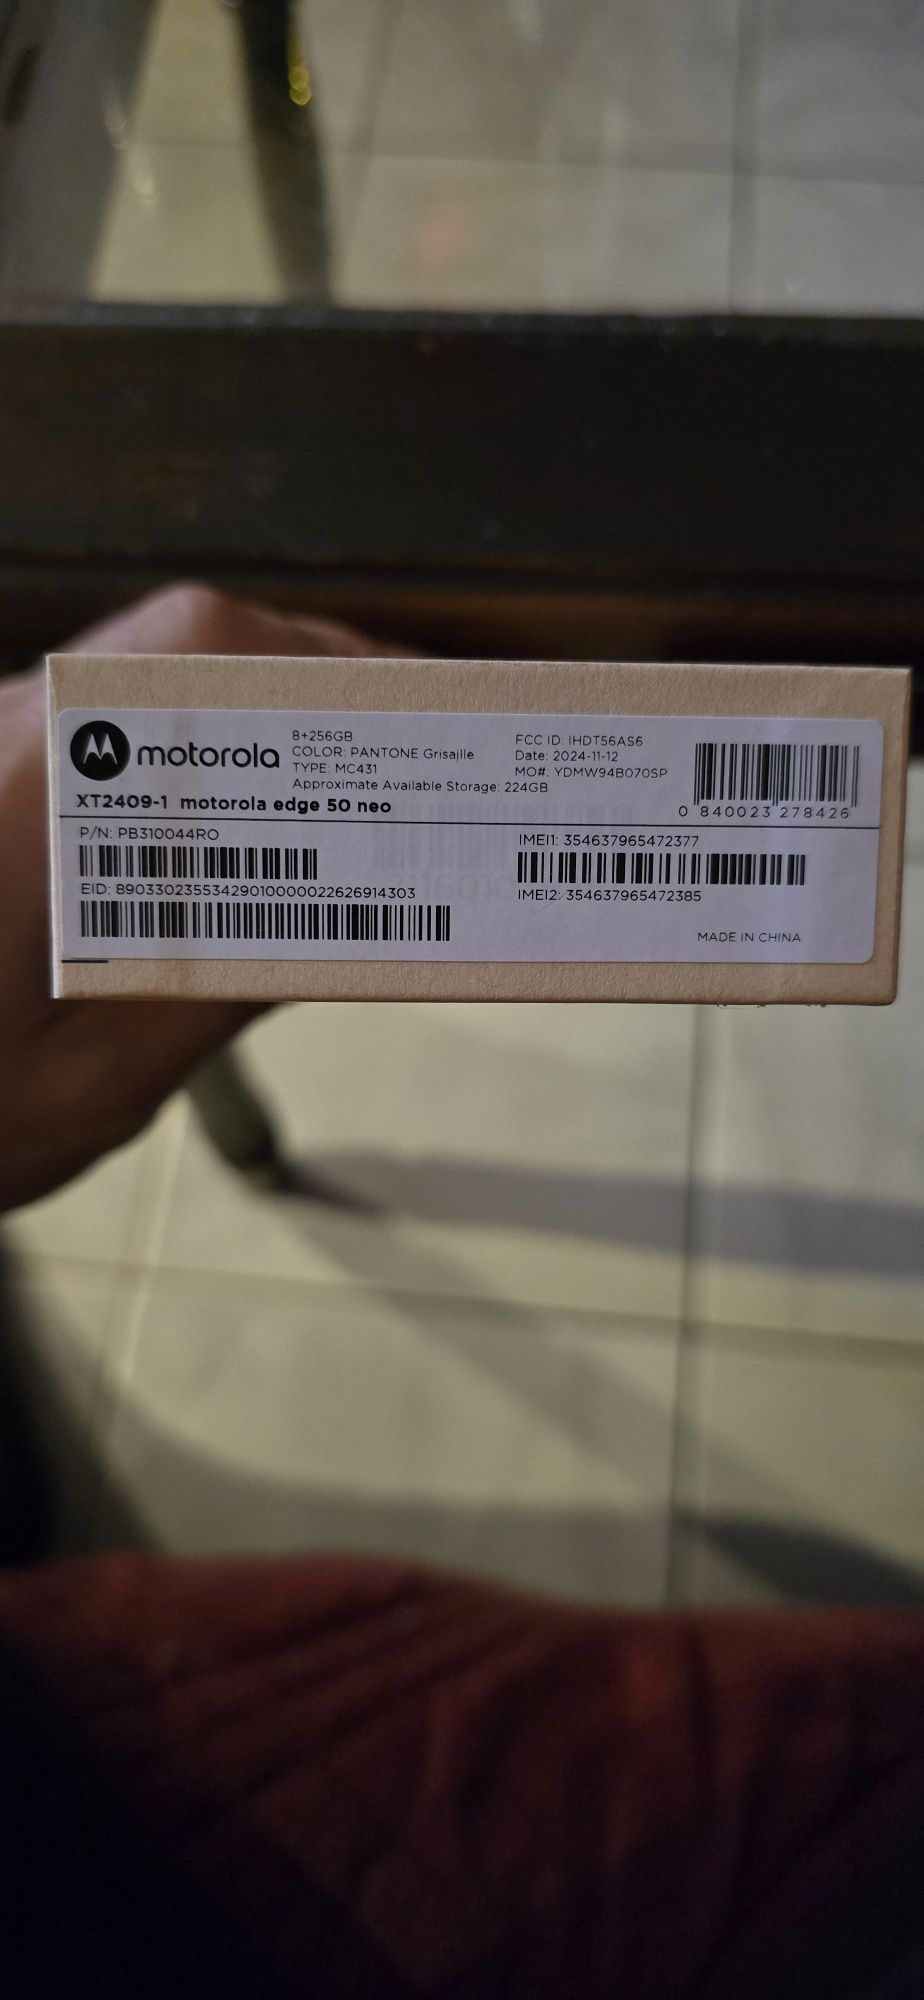 motorola
8+256GB
COLOR: PANTONE Grisaille
TYPE: MC431
Approximate Available Storage: 224GB
FCC ID: IHDT56AS6
Date: 2024-11-12
MO#: YDMW94B070SP
0 840023 278426
XT2409-1 motorola edge 50 neo
P/N: PB310044RO
EID: 89033023553429010000022626914303
IMEI1: 354637965472377
IMEI2: 354637965472385
MADE IN CHINA